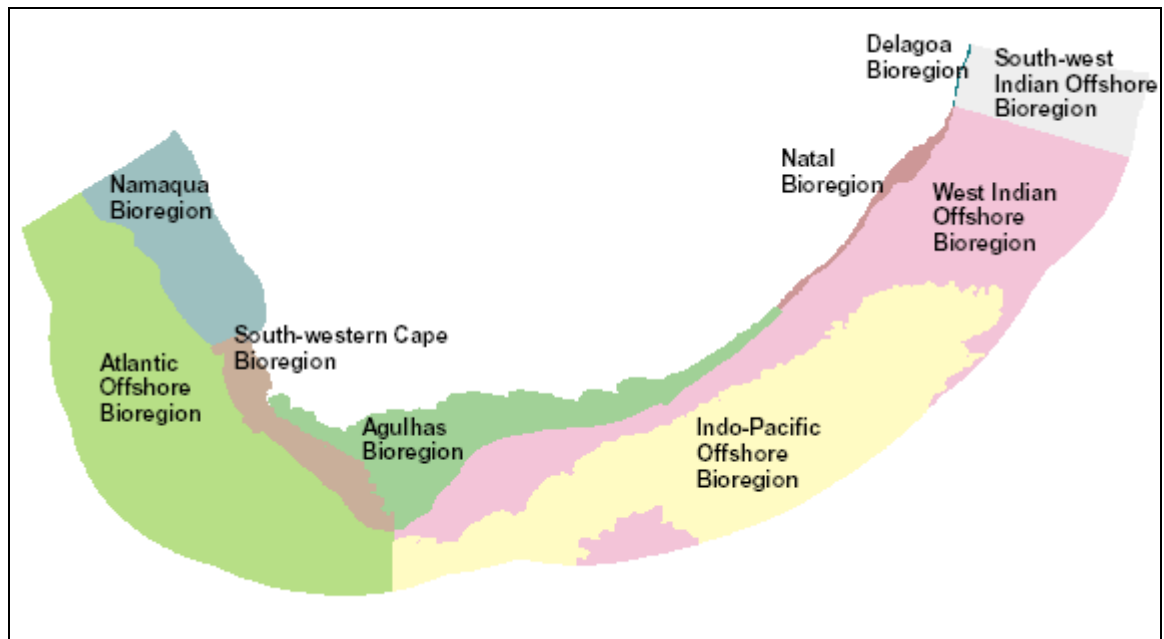 Delagoa
Bioregion
South-west
Indian Offshore
Bioregion
Natal
Bioregion
Namaqua
Bioregion
West Indian
Offshore
Bioregion
South-western Cape
Bioregion
Atlantic
Offshore
Bioregion
Agulhas
Bioregion
Indo-Pacific
Offshore
Bioregion